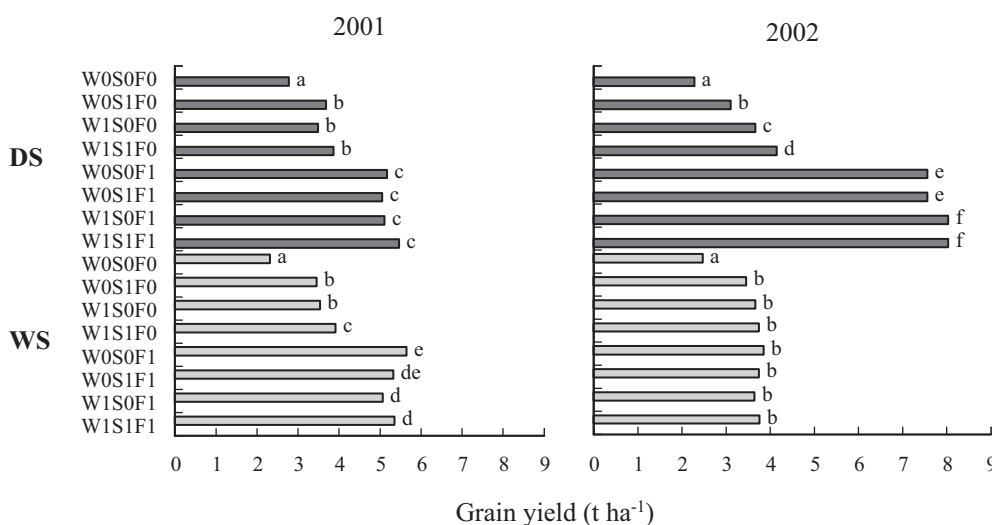 2001
2002
DS
W0S0F0 a a
W0S1F0 b b
W1S0F0 b c
W1S1F0 b d
W0S0F1 c e
W0S1F1 c e
W1S0F1 c f
W1S1F1 c f
WS
W0S0F0 a a
W0S1F0 b b
W1S0F0 b b
W1S1F0 c b
W0S0F1 e b
W0S1F1 de b
W1S0F1 d b
W1S1F1 d b
0 1 2 3 4 5 6 7 8 9
0 1 2 3 4 5 6 7 8 9
Grain yield (t ha-1)